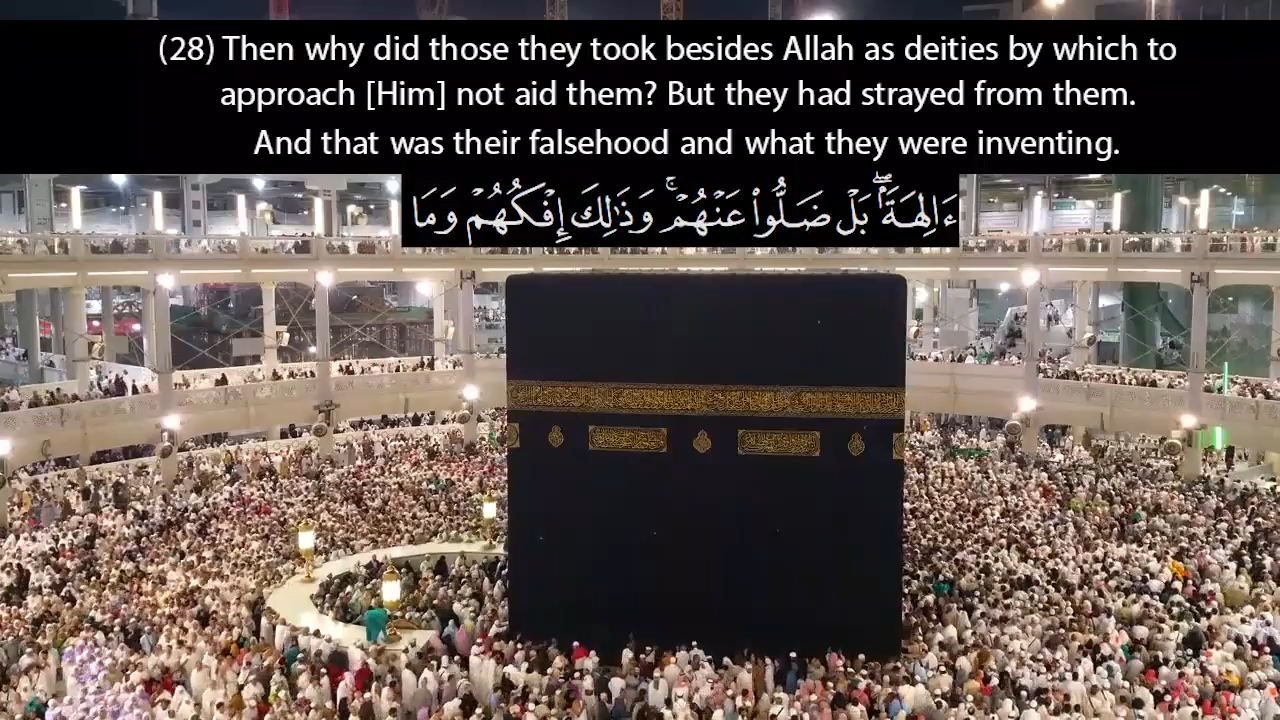 (28) Then why did those they took besides Allah as deities by which to
approach [Him] not aid them? But they had strayed from them.
And that was their falsehood and what they were inventing.
ءَالِهَةَۢۖ بَلْ ضَلُّوا۟ عَنْهُمْ ۚ وَذَٰلِكَ إِفْكُهُمْ وَمَا